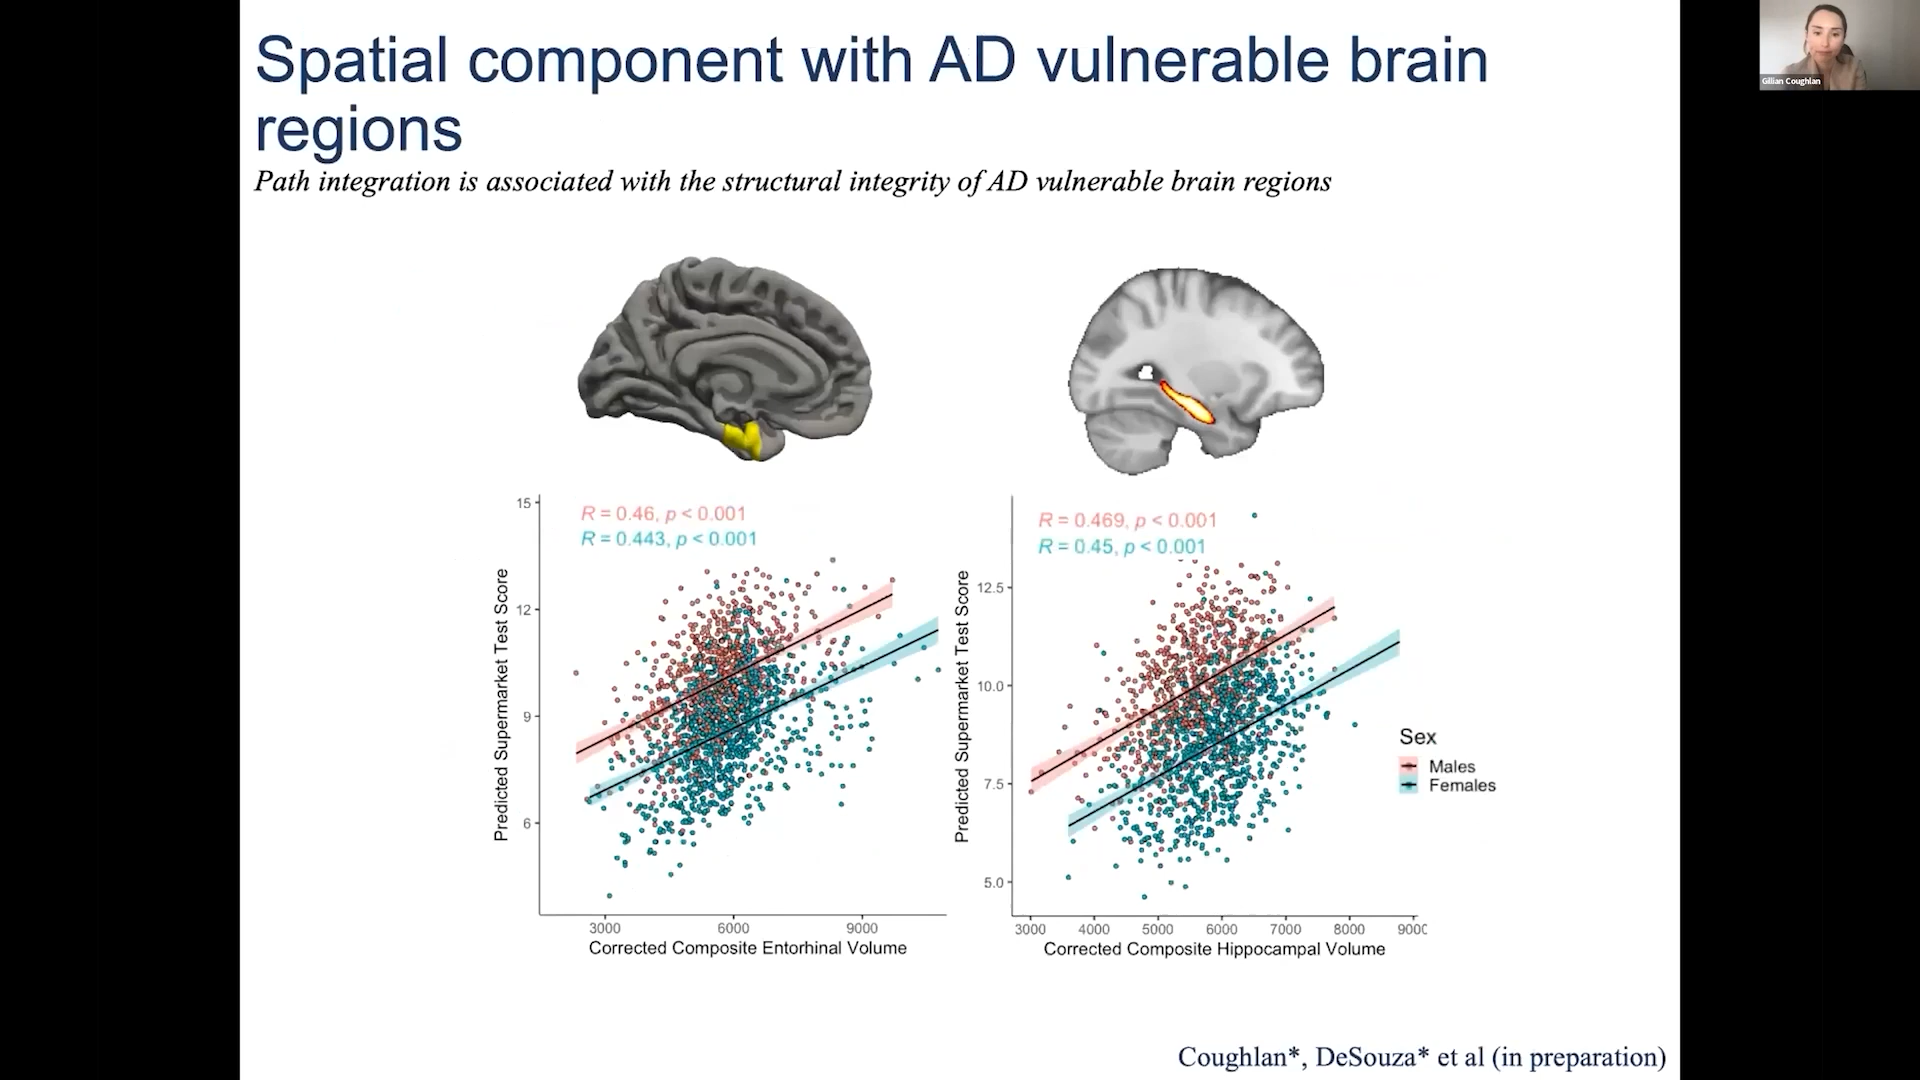 Spatial component with AD vulnerable brain
regions
Path integration is associated with the structural integrity of AD vulnerable brain regions
Gillian Coughlan
R = 0.46, p < 0.001
R = 0.443, p < 0.001
15
12
9
6
Predicted Supermarket Test Score
3000 6000 9000
Corrected Composite Entorhinal Volume
R = 0.469, p < 0.001
R = 0.45, p < 0.001
12.5
10.0
7.5
5.0
Predicted Supermarket Test Score
3000 4000 5000 6000 7000 8000 900
Corrected Composite Hippocampal Volume
Sex
Males
Females
Coughlan*, DeSouza* et al (in preparation)